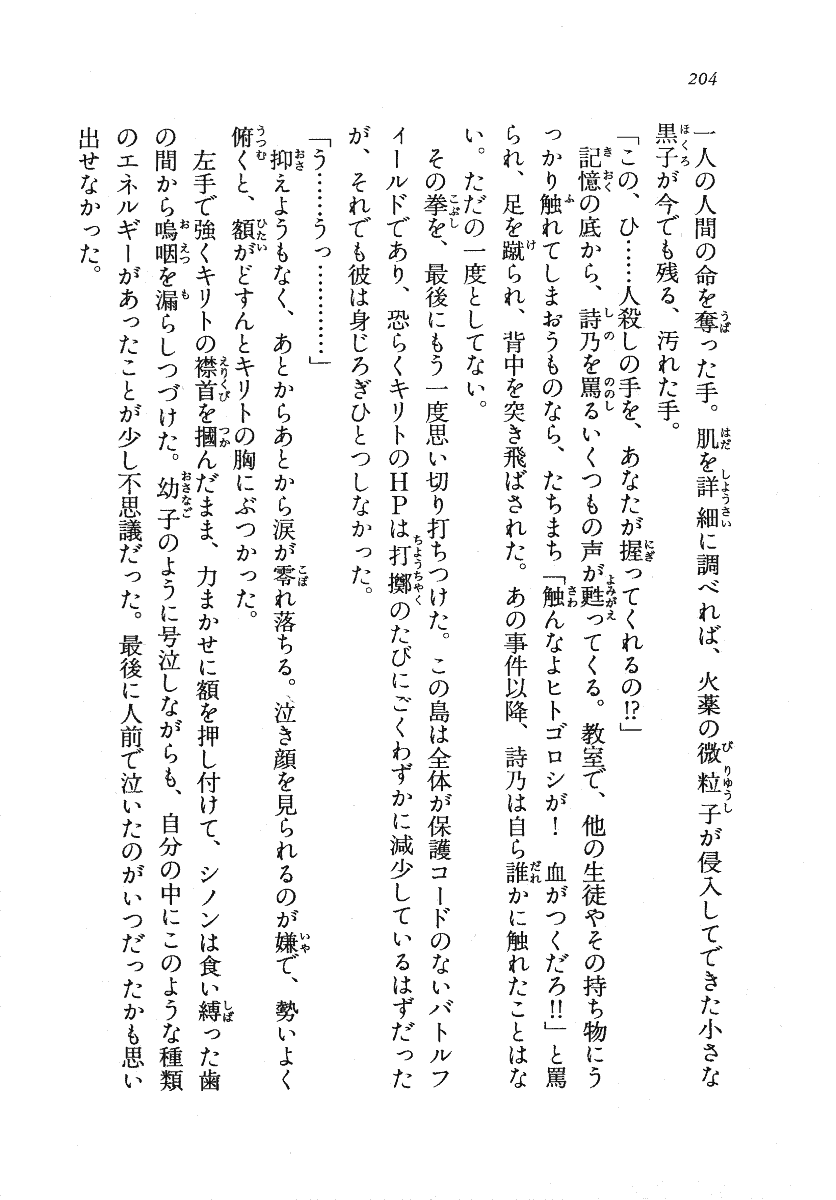 204
一人の人間の命を奪った手。肌を詳細に調べれば、火薬の微粒子が侵入してできた小さな
黒子が今でも残る、汚れた手。
「この、ひ……人殺しの手を、あなたが握ってくれるの!?」
記憶の底から、詩乃を罵るいくつもの声が甦ってくる。教室で、他の生徒やその持ち物にう
っかり触れてしまおうものなら、たちまち「触んなよヒトゴロシが！　血がつくだろ!!」と罵
られ、足を蹴られ、背中を突き飛ばされた。あの事件以降、詩乃は自ら誰かに触れたことはな
い。ただの一度としてない。
その拳を、最後にもう一度思い切り打ちつけた。この島は全体が保護コードのないバトルフ
ィールドであり、恐らくキリトのHPは打擲のたびにごくわずかに減少しているはずだった
が、それでも彼は身じろぎひとつしなかった。
「う……うっ…………」
抑えようもなく、あとからあとから涙が零れ落ちる。泣き顔を見られるのが嫌で、勢いよく
俯くと、額がどすんとキリトの胸にぶつかった。
左手で強くキリトの襟首を摑んだまま、力まかせに額を押し付けて、シノンは食い縛った歯
の間から嗚咽を漏らしつづけた。幼子のように号泣しながらも、自分の中にこのような種類
のエネルギーがあったことが少し不思議だった。最後に人前で泣いたのがいつだったかも思い
出せなかった。